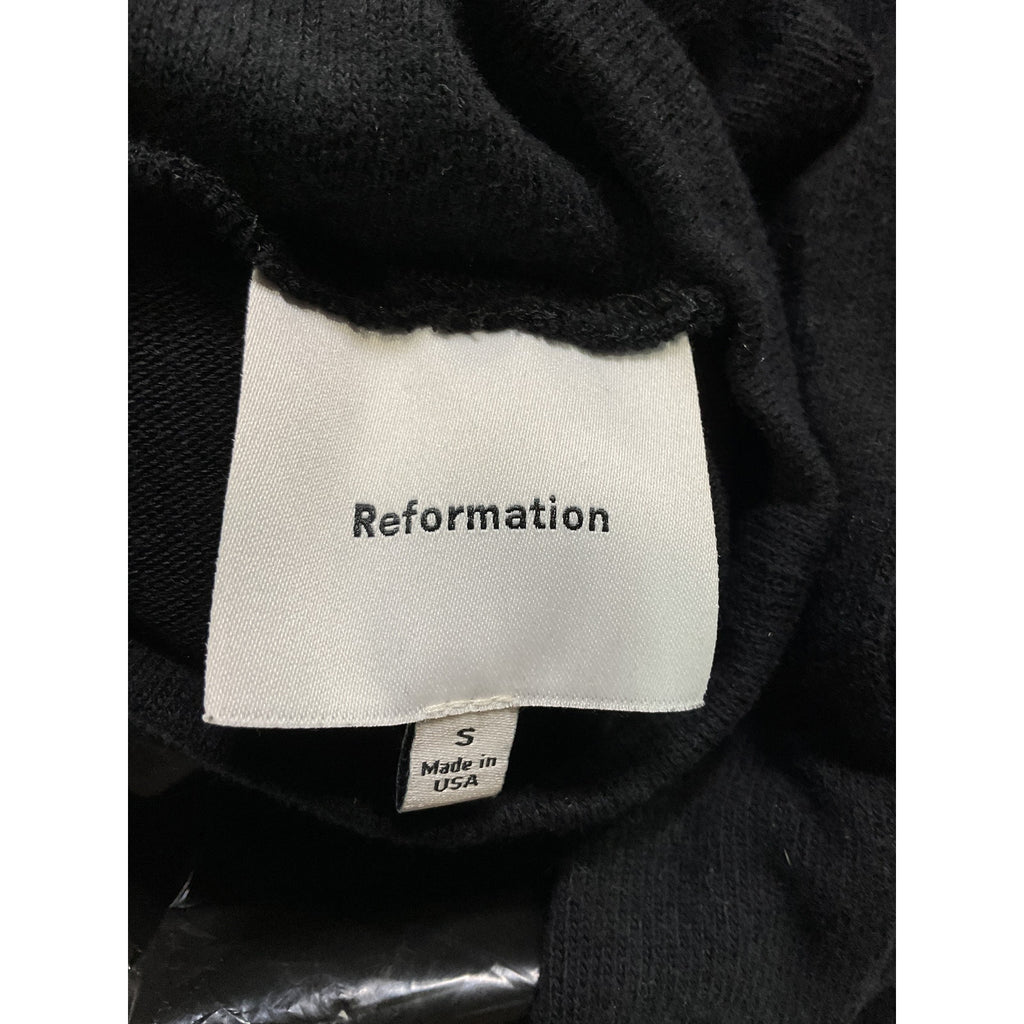 Reformation
S
Made in
USA